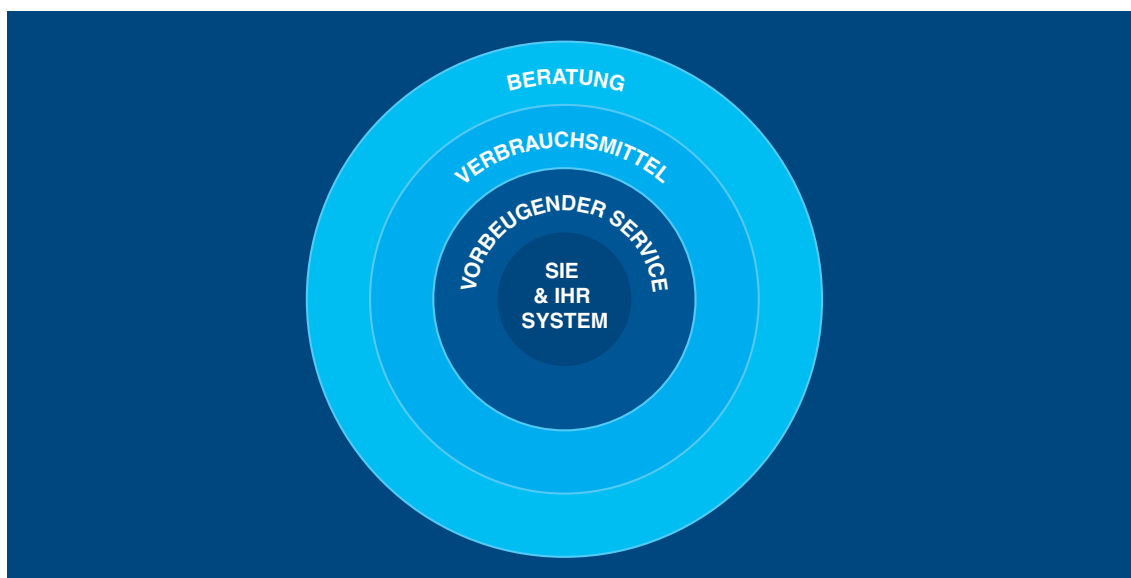 BERATUNG
VERBRAUCHSMITTEL
VORBEUGENDER SERVICE
SIE
& IHR
SYSTEM